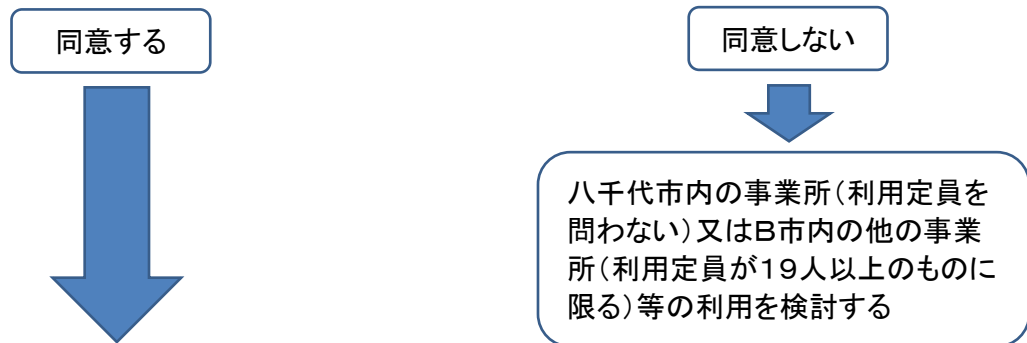 同意する
同意しない
八千代市内の事業所(利用定員を
問わない)又はB市内の他の事業
所(利用定員が19人以上のものに
限る)等の利用を検討する